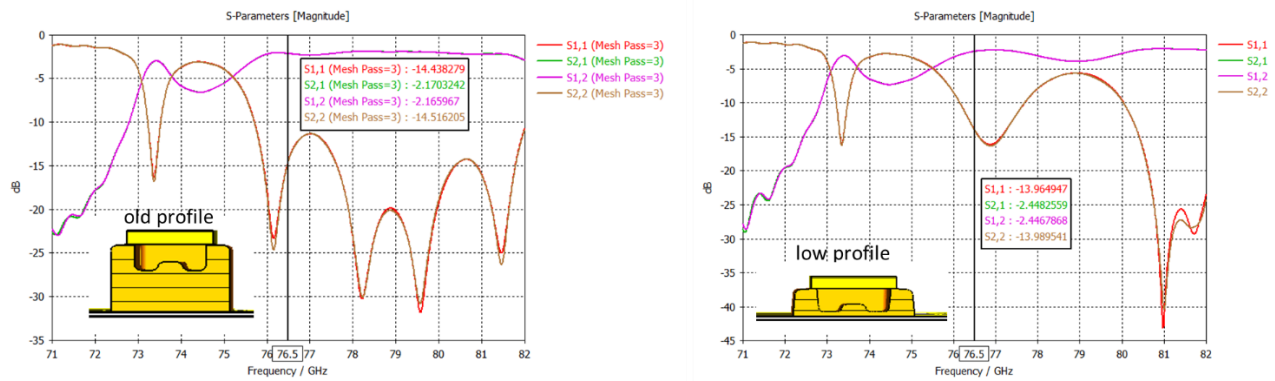 S-Parameters [Magnitude]
0
-5
-10
-15
-20
-25
-30
-35
dB
S1,1 (Mesh Pass=3)
S2,1 (Mesh Pass=3)
S1,2 (Mesh Pass=3)
S2,2 (Mesh Pass=3)
S1,1 (Mesh Pass=3) : -14.438279
S2,1 (Mesh Pass=3) : -2.1703242
S1,2 (Mesh Pass=3) : -2.165967
S2,2 (Mesh Pass=3) : -14.516205
old profile
71 72 73 74 75 76 76.5 77 78 79 80 81 82
Frequency / GHz
S-Parameters [Magnitude]
0
-5
-10
-15
-20
-25
-30
-35
-40
-45
dB
S1,1
S2,1
S1,2
S2,2
S1,1 : -13.964947
S2,1 : -2.4482559
S1,2 : -2.4467868
S2,2 : -13.989541
low profile
71 72 73 74 75 76 76.5 77 78 79 80 81 82
Frequency / GHz